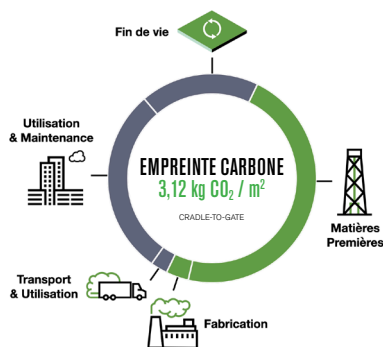 Fin de vie
Utilisation
& Maintenance
EMPREINTE CARBONE
3,12 kg CO₂ / m²
CRADLE-TO-GATE
Matières
Premières
Transport
& Utilisation
Fabrication